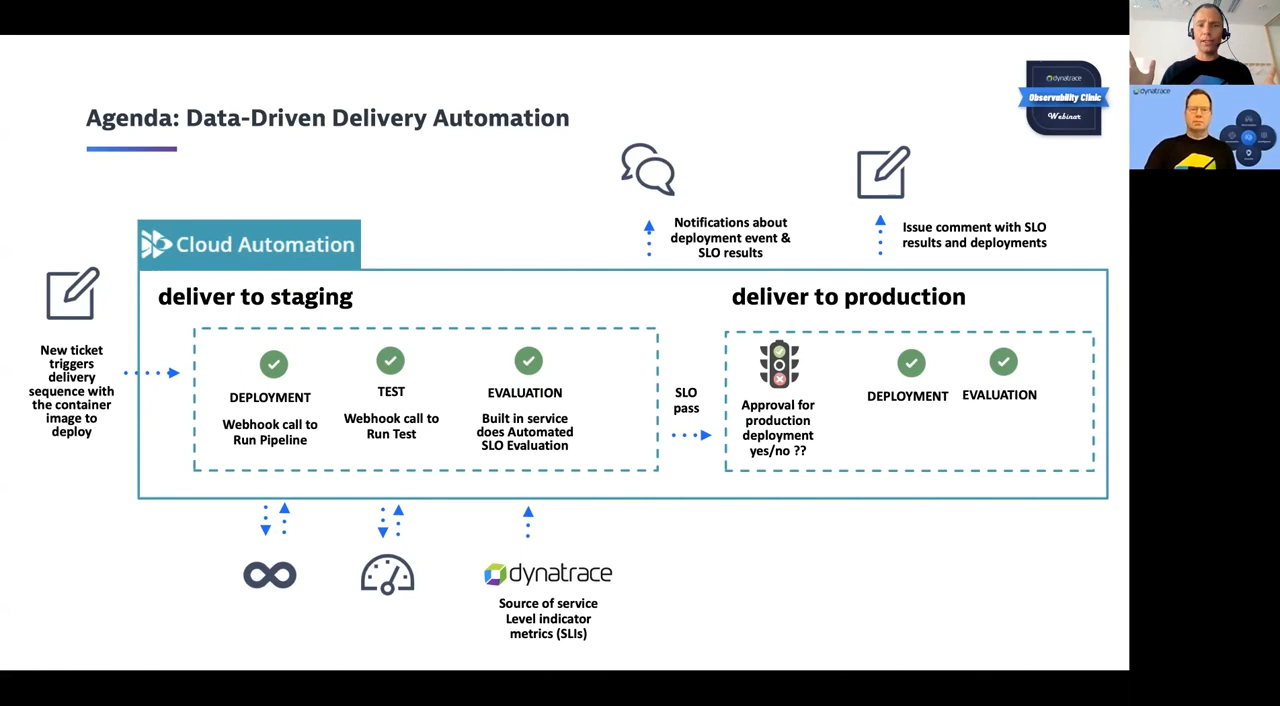 Agenda: Data-Driven Delivery Automation
dynatrace
Observability Clinic
Webinar
dynatrace
Notifications about
deployment event &
SLO results
Issue comment with SLO
results and deployments
Cloud Automation
deliver to staging
deliver to production
New ticket
triggers
delivery
sequence with
the container
image to
deploy
DEPLOYMENT
Webhook call to
Run Pipeline
TEST
Webhook call to
Run Test
EVALUATION
Built in service
does Automated
SLO Evaluation
SLO
pass
Approval for
production
deployment
yes/no ??
DEPLOYMENT
EVALUATION
dynatrace
Source of service
Level indicator
metrics (SLIs)